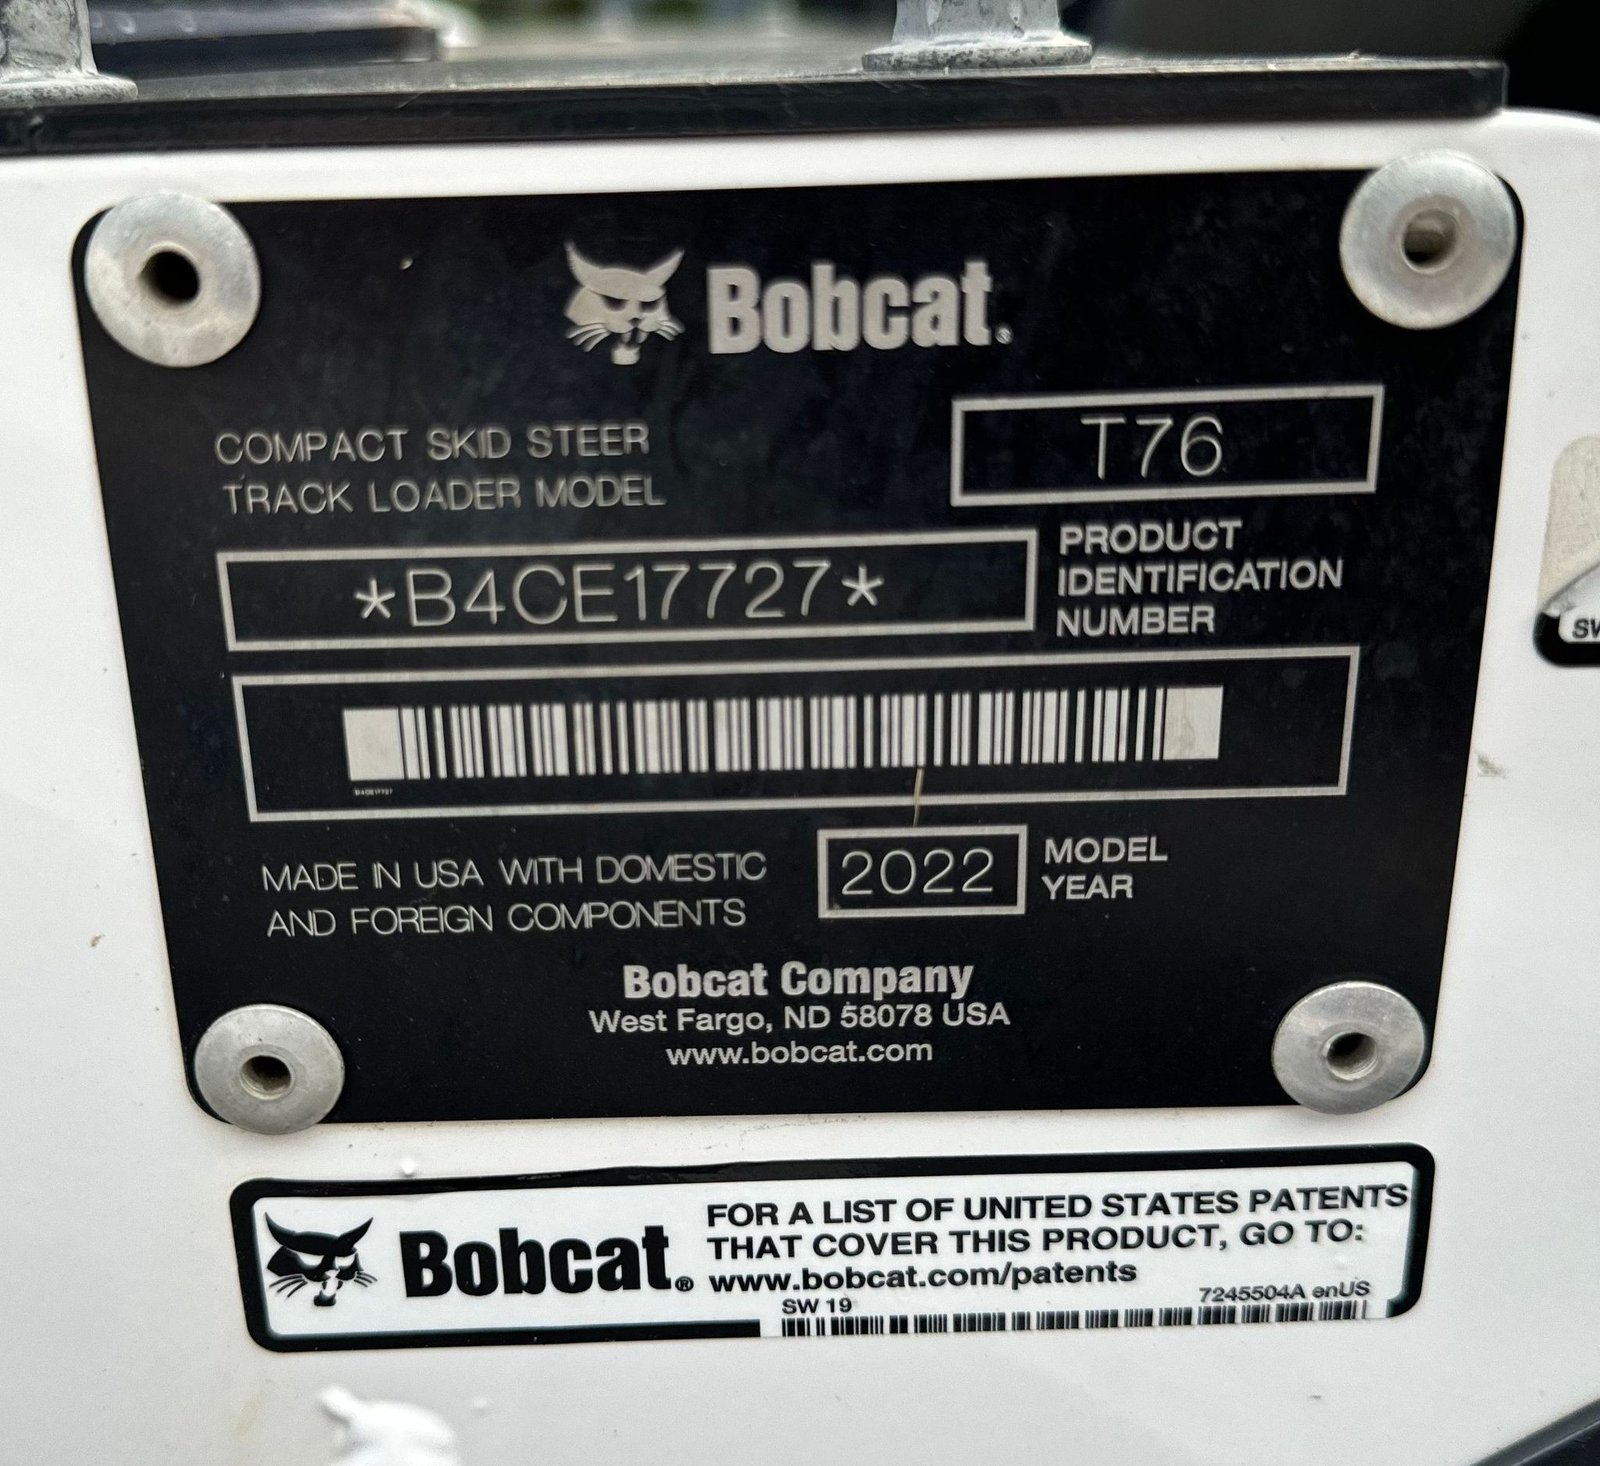 Bobcat.
COMPACT SKID STEER
TRACK LOADER MODEL
T76
*B4CE17727*
PRODUCT
IDENTIFICATION
NUMBER
B4CE17727
MADE IN USA WITH DOMESTIC
AND FOREIGN COMPONENTS
2022
MODEL
YEAR
Bobcat Company
West Fargo, ND 58078 USA
www.bobcat.com
Bobcat®
FOR A LIST OF UNITED STATES PATENTS
THAT COVER THIS PRODUCT, GO TO:
www.bobcat.com/patents
SW 19
7245504A enUS
SW